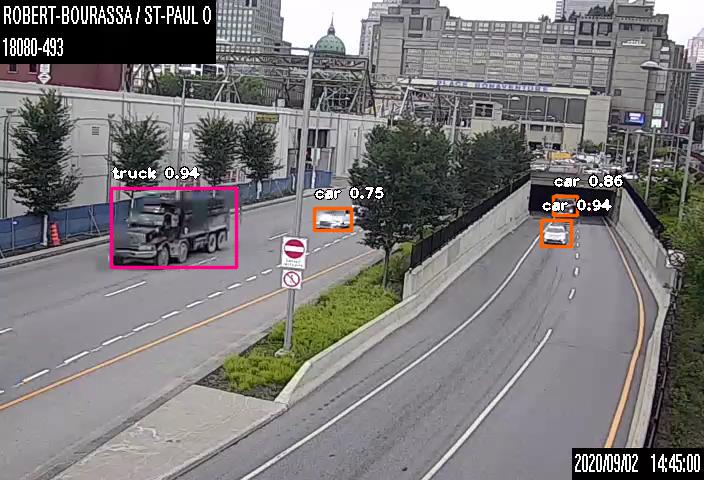 ROBERT-BOURASSA / ST-PAUL O
18080-493
PLACE BONAVENTURE
truck 0.94
car 0.75
car 0.86
car 0.94
2020/09/02 14:45:00